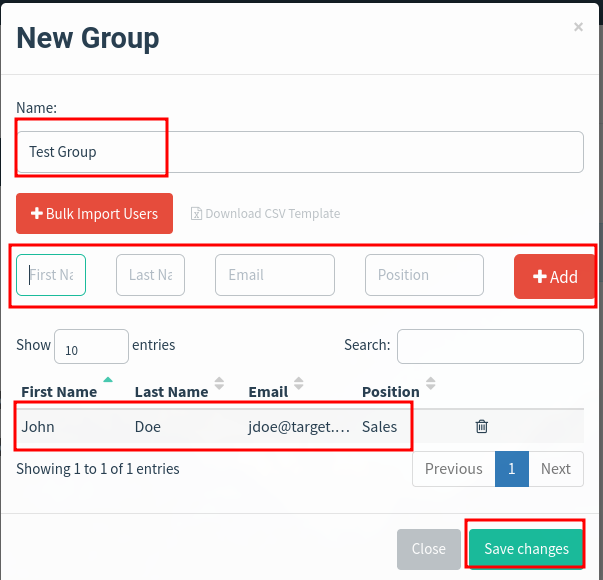 New Group
×
Name:
Test Group
Bulk Import Users
Download CSV Template
First Na
Last Na
Email
Position
Add
Show 10 entries
Search:
First Name Last Name Email Position
John Doe jdoe@target.… Sales
Showing 1 to 1 of 1 entries
Previous 1 Next
Close
Save changes